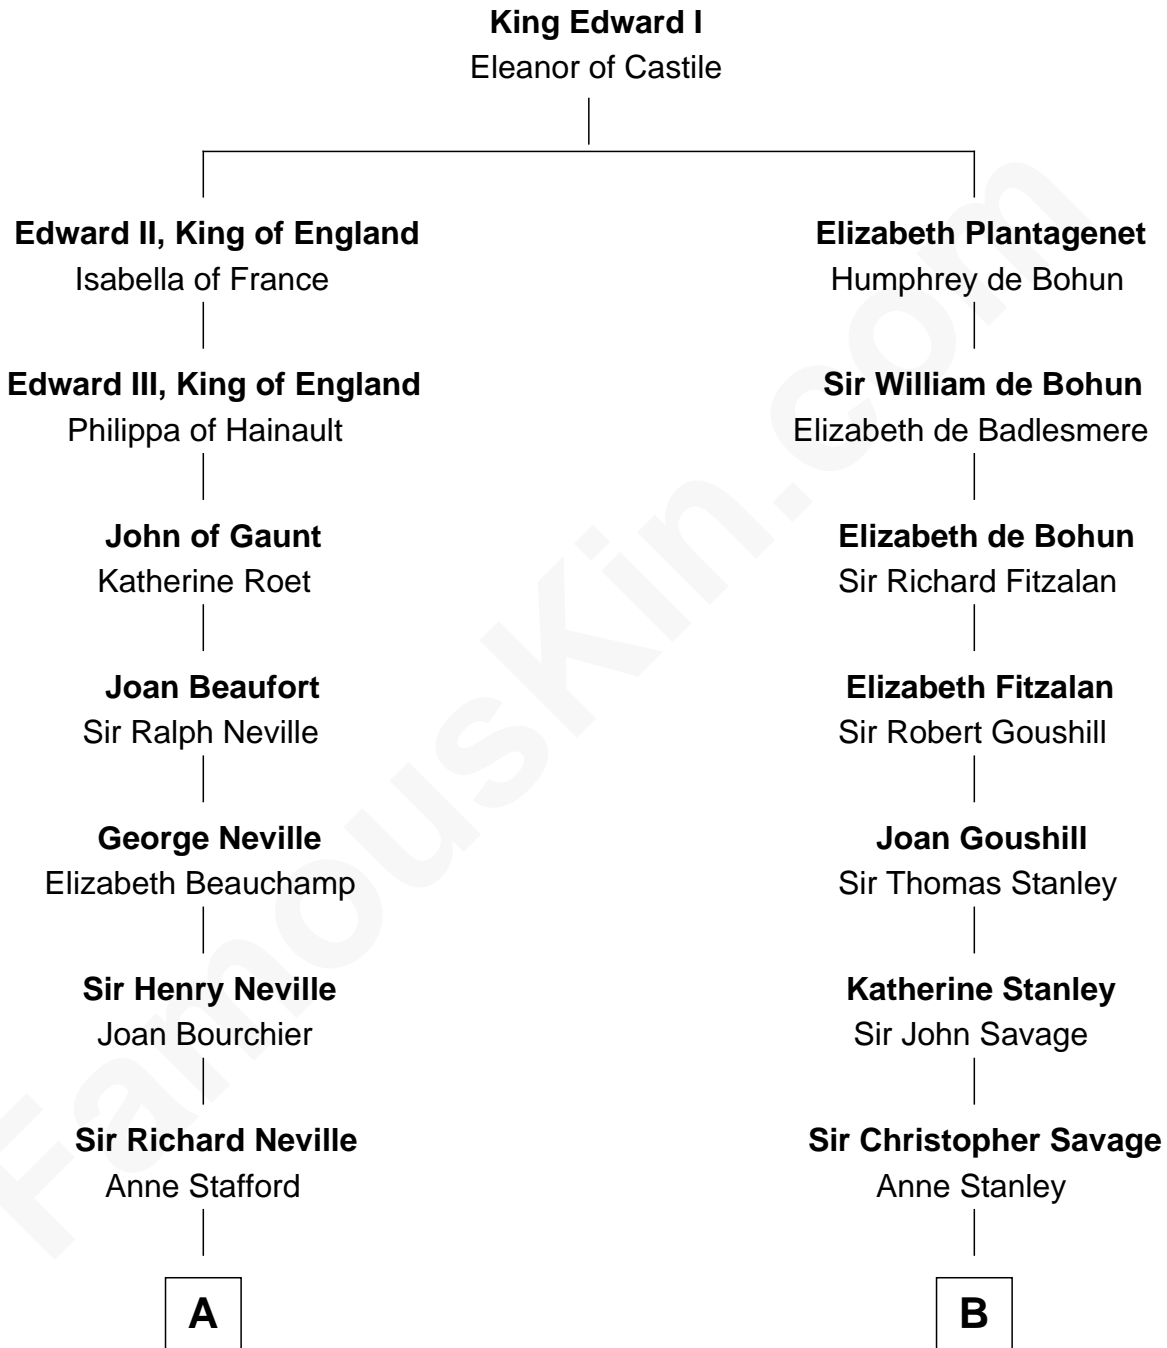 King Edward I
Eleanor of Castile
Edward II, King of England
Isabella of France
Elizabeth Plantagenet
Humphrey de Bohun
Edward III, King of England
Philippa of Hainault
Sir William de Bohun
Elizabeth de Badlesmere
John of Gaunt
Katherine Roet
Elizabeth de Bohun
Sir Richard Fitzalan
Joan Beaufort
Sir Ralph Neville
Elizabeth Fitzalan
Sir Robert Goushill
George Neville
Elizabeth Beauchamp
Joan Goushill
Sir Thomas Stanley
Sir Henry Neville
Joan Bourchier
Katherine Stanley
Sir John Savage
Sir Richard Neville
Anne Stafford
Sir Christopher Savage
Anne Stanley
A
B
FamousKin.com